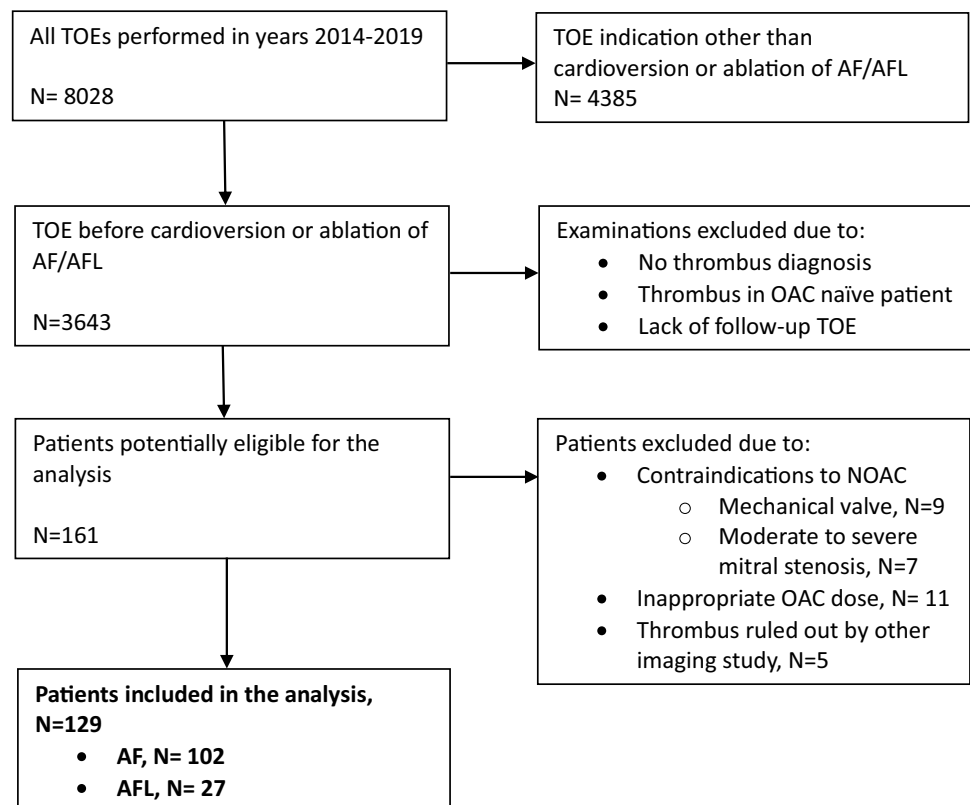 All TOEs performed in years 2014-2019
N= 8028
TOE indication other than
cardioversion or ablation of AF/AFL
N= 4385
TOE before cardioversion or ablation of
AF/AFL
N=3643
Examinations excluded due to:
• No thrombus diagnosis
• Thrombus in OAC naïve patient
• Lack of follow-up TOE
Patients potentially eligible for the
analysis
N=161
Patients excluded due to:
• Contraindications to NOAC
o Mechanical valve, N=9
o Moderate to severe
mitral stenosis, N=7
• Inappropriate OAC dose, N= 11
• Thrombus ruled out by other
imaging study, N=5
Patients included in the analysis,
N=129
• AF, N= 102
• AFL, N= 27